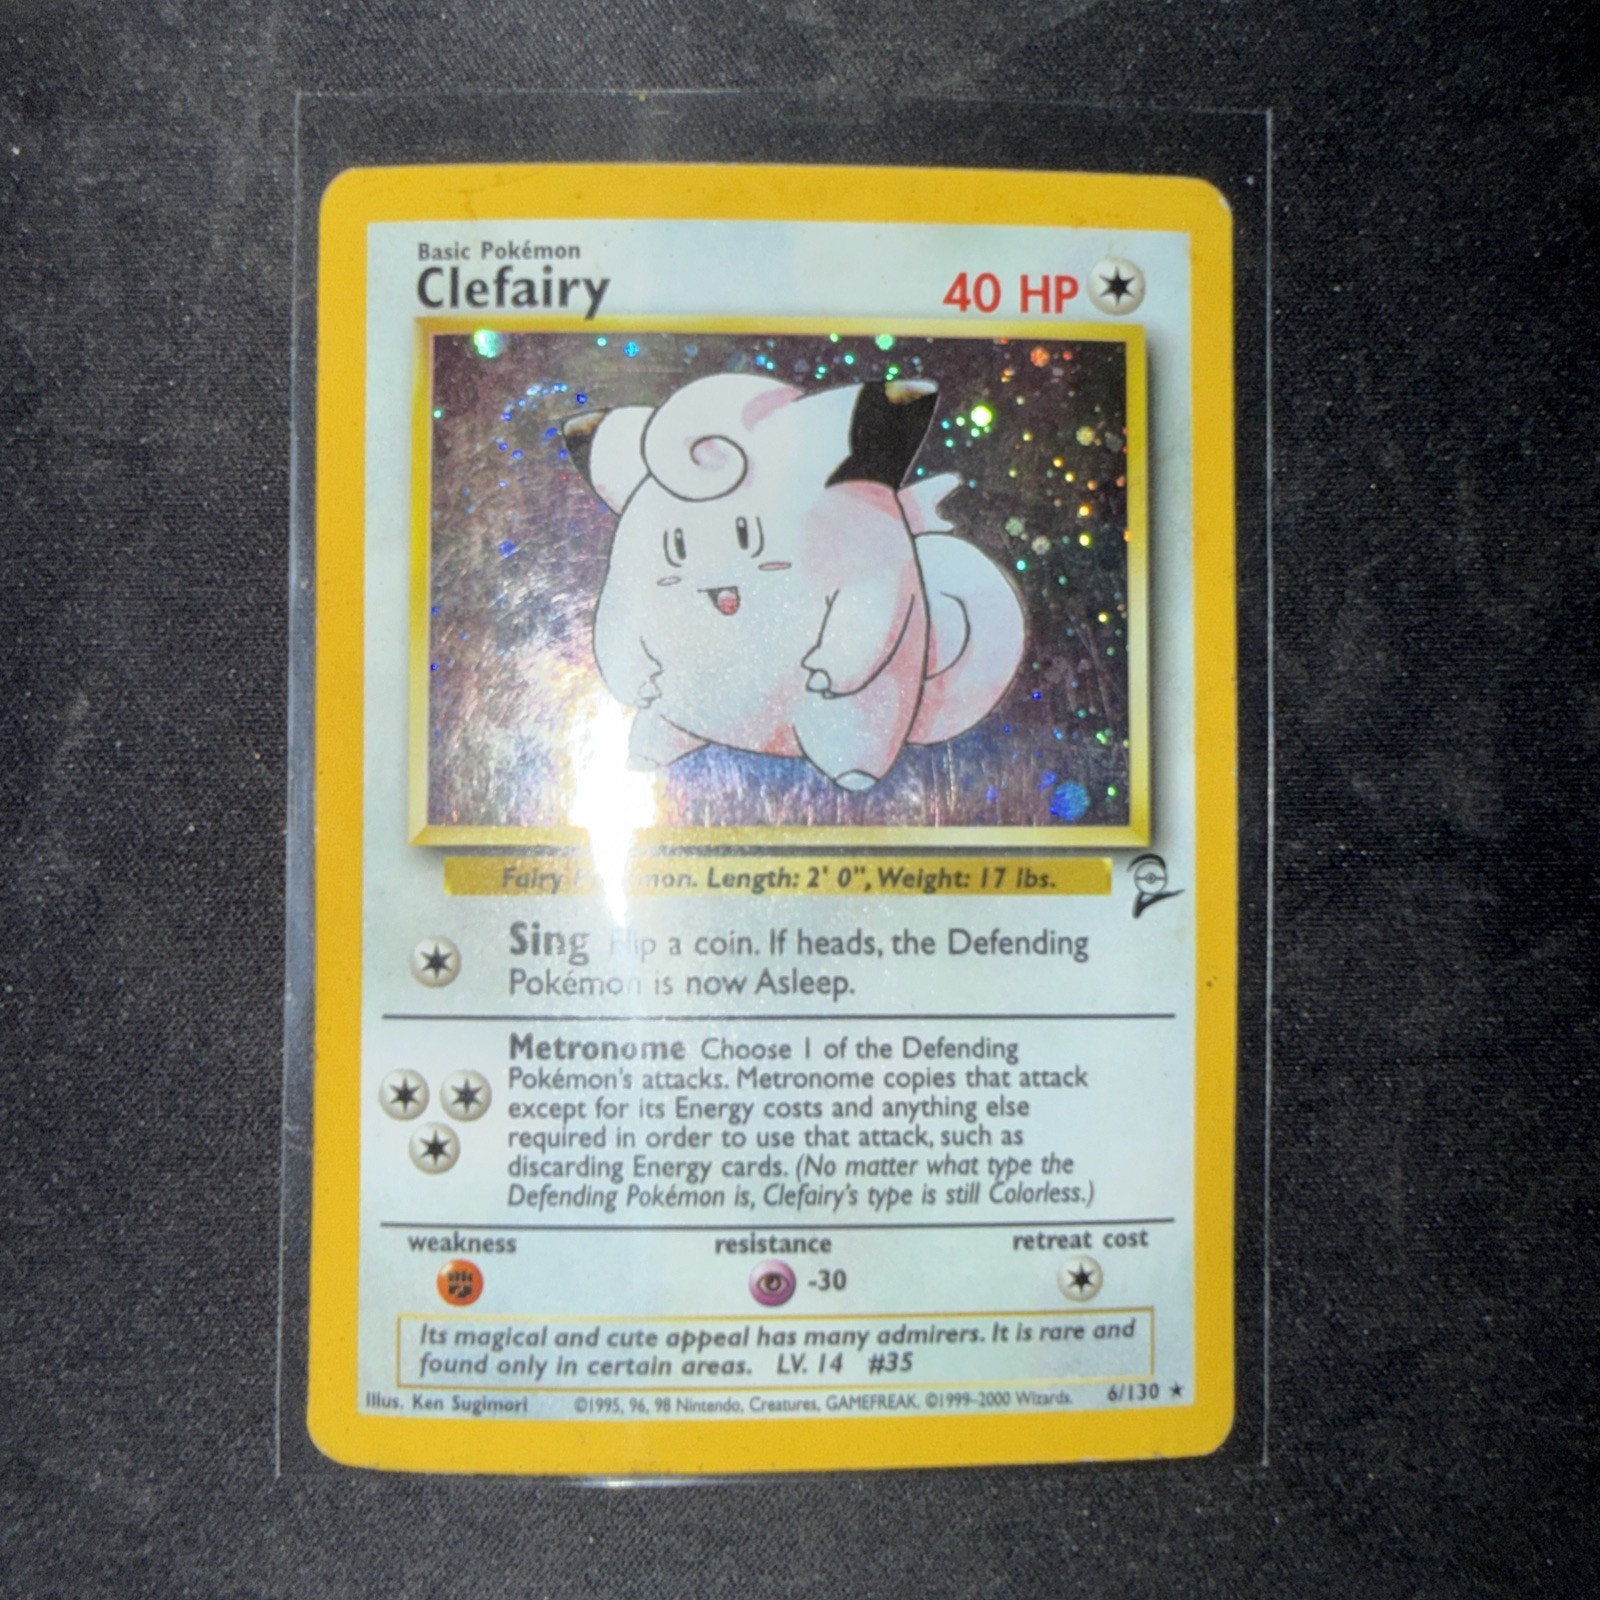 Basic Pokémon
Clefairy
40 HP
Fairy mon. Length: 2' 0", Weight: 17 lbs.
Sing Flip a coin. If heads, the Defending
Pokémon is now Asleep.
Metronome Choose 1 of the Defending
Pokémon's attacks. Metronome copies that attack
except for its Energy costs and anything else
required in order to use that attack, such as
discarding Energy cards. (No matter what type the
Defending Pokémon is, Clefairy's type is still Colorless.)
weakness resistance retreat cost
-30
Its magical and cute appeal has many admirers. It is rare and
found only in certain areas. LV. 14 #35
Illus. Ken Sugimori ©1995, 96, 98 Nintendo, Creatures, GAMEFREAK. ©1999-2000 Wizards. 6/130 ★